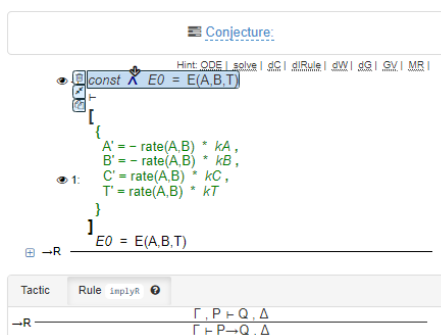 Conjecture:
Hint: ODE | solve | dC | dIRule | dW | dG | GV | MR |
const ∧ E0 = E(A,B,T)
⊢
[
{
A' = − rate(A,B) * kA ,
B' = − rate(A,B) * kB ,
1: C' = rate(A,B) * kC ,
T' = rate(A,B) * kT
}
]
E0 = E(A,B,T)
→R
Tactic Rule implyR
Γ , P ⊢ Q , Δ
→R
Γ ⊢ P→Q , Δ